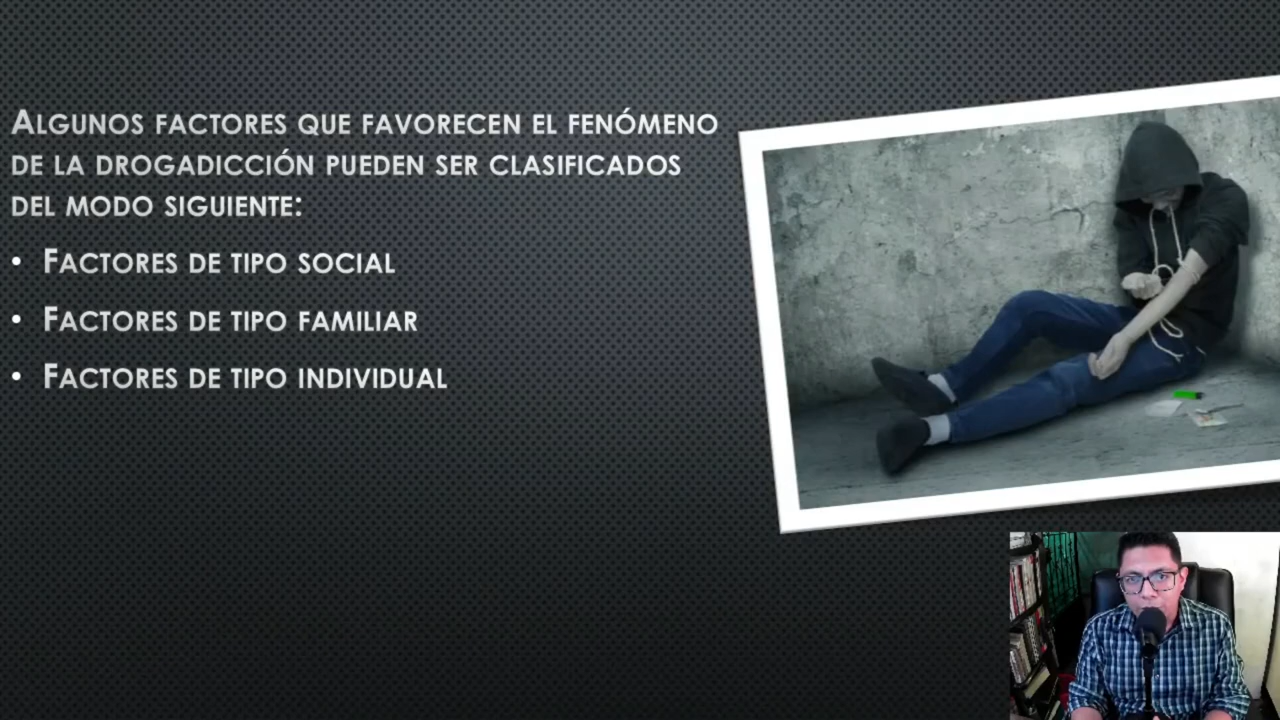 ALGUNOS FACTORES QUE FAVORECEN EL FENÓMENO
DE LA DROGADICCIÓN PUEDEN SER CLASIFICADOS
DEL MODO SIGUIENTE:
• FACTORES DE TIPO SOCIAL
• FACTORES DE TIPO FAMILIAR
• FACTORES DE TIPO INDIVIDUAL